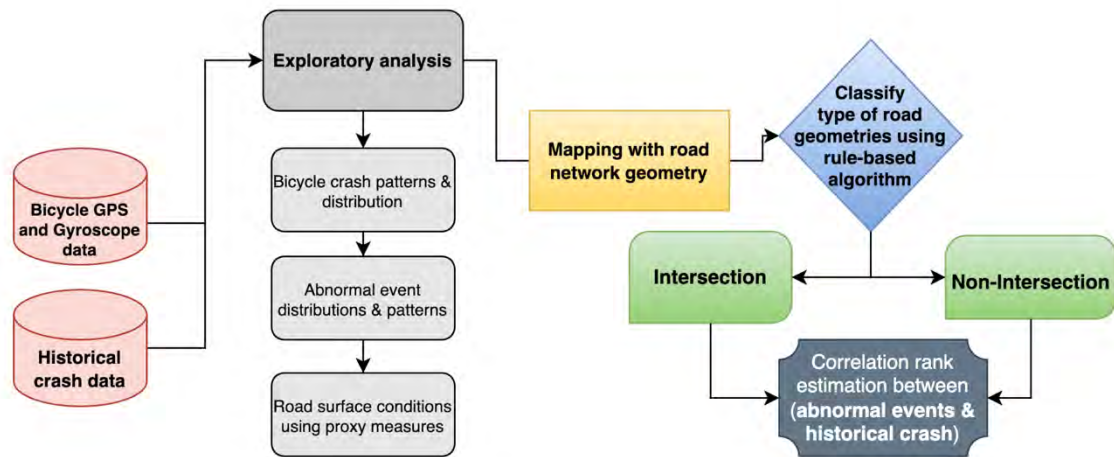 Bicycle GPS
and Gyroscope
data
Historical
crash data
Exploratory analysis
Bicycle crash patterns &
distribution
Abnormal event
distributions & patterns
Road surface conditions
using proxy measures
Mapping with road
network geometry
Classify
type of road
geometries using
rule-based
algorithm
Intersection
Non-Intersection
Correlation rank
estimation between
(abnormal events &
historical crash)